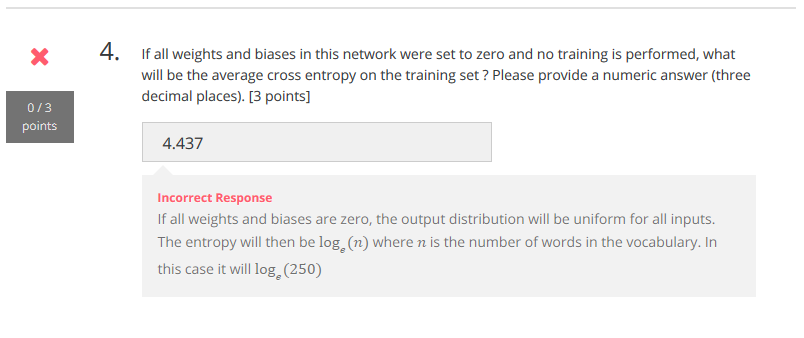 4. If all weights and biases in this network were set to zero and no training is performed, what
will be the average cross entropy on the training set ? Please provide a numeric answer (three
decimal places). [3 points]
0 / 3
points
4.437
Incorrect Response
If all weights and biases are zero, the output distribution will be uniform for all inputs.
The entropy will then be logₑ(n) where n is the number of words in the vocabulary. In
this case it will logₑ(250)